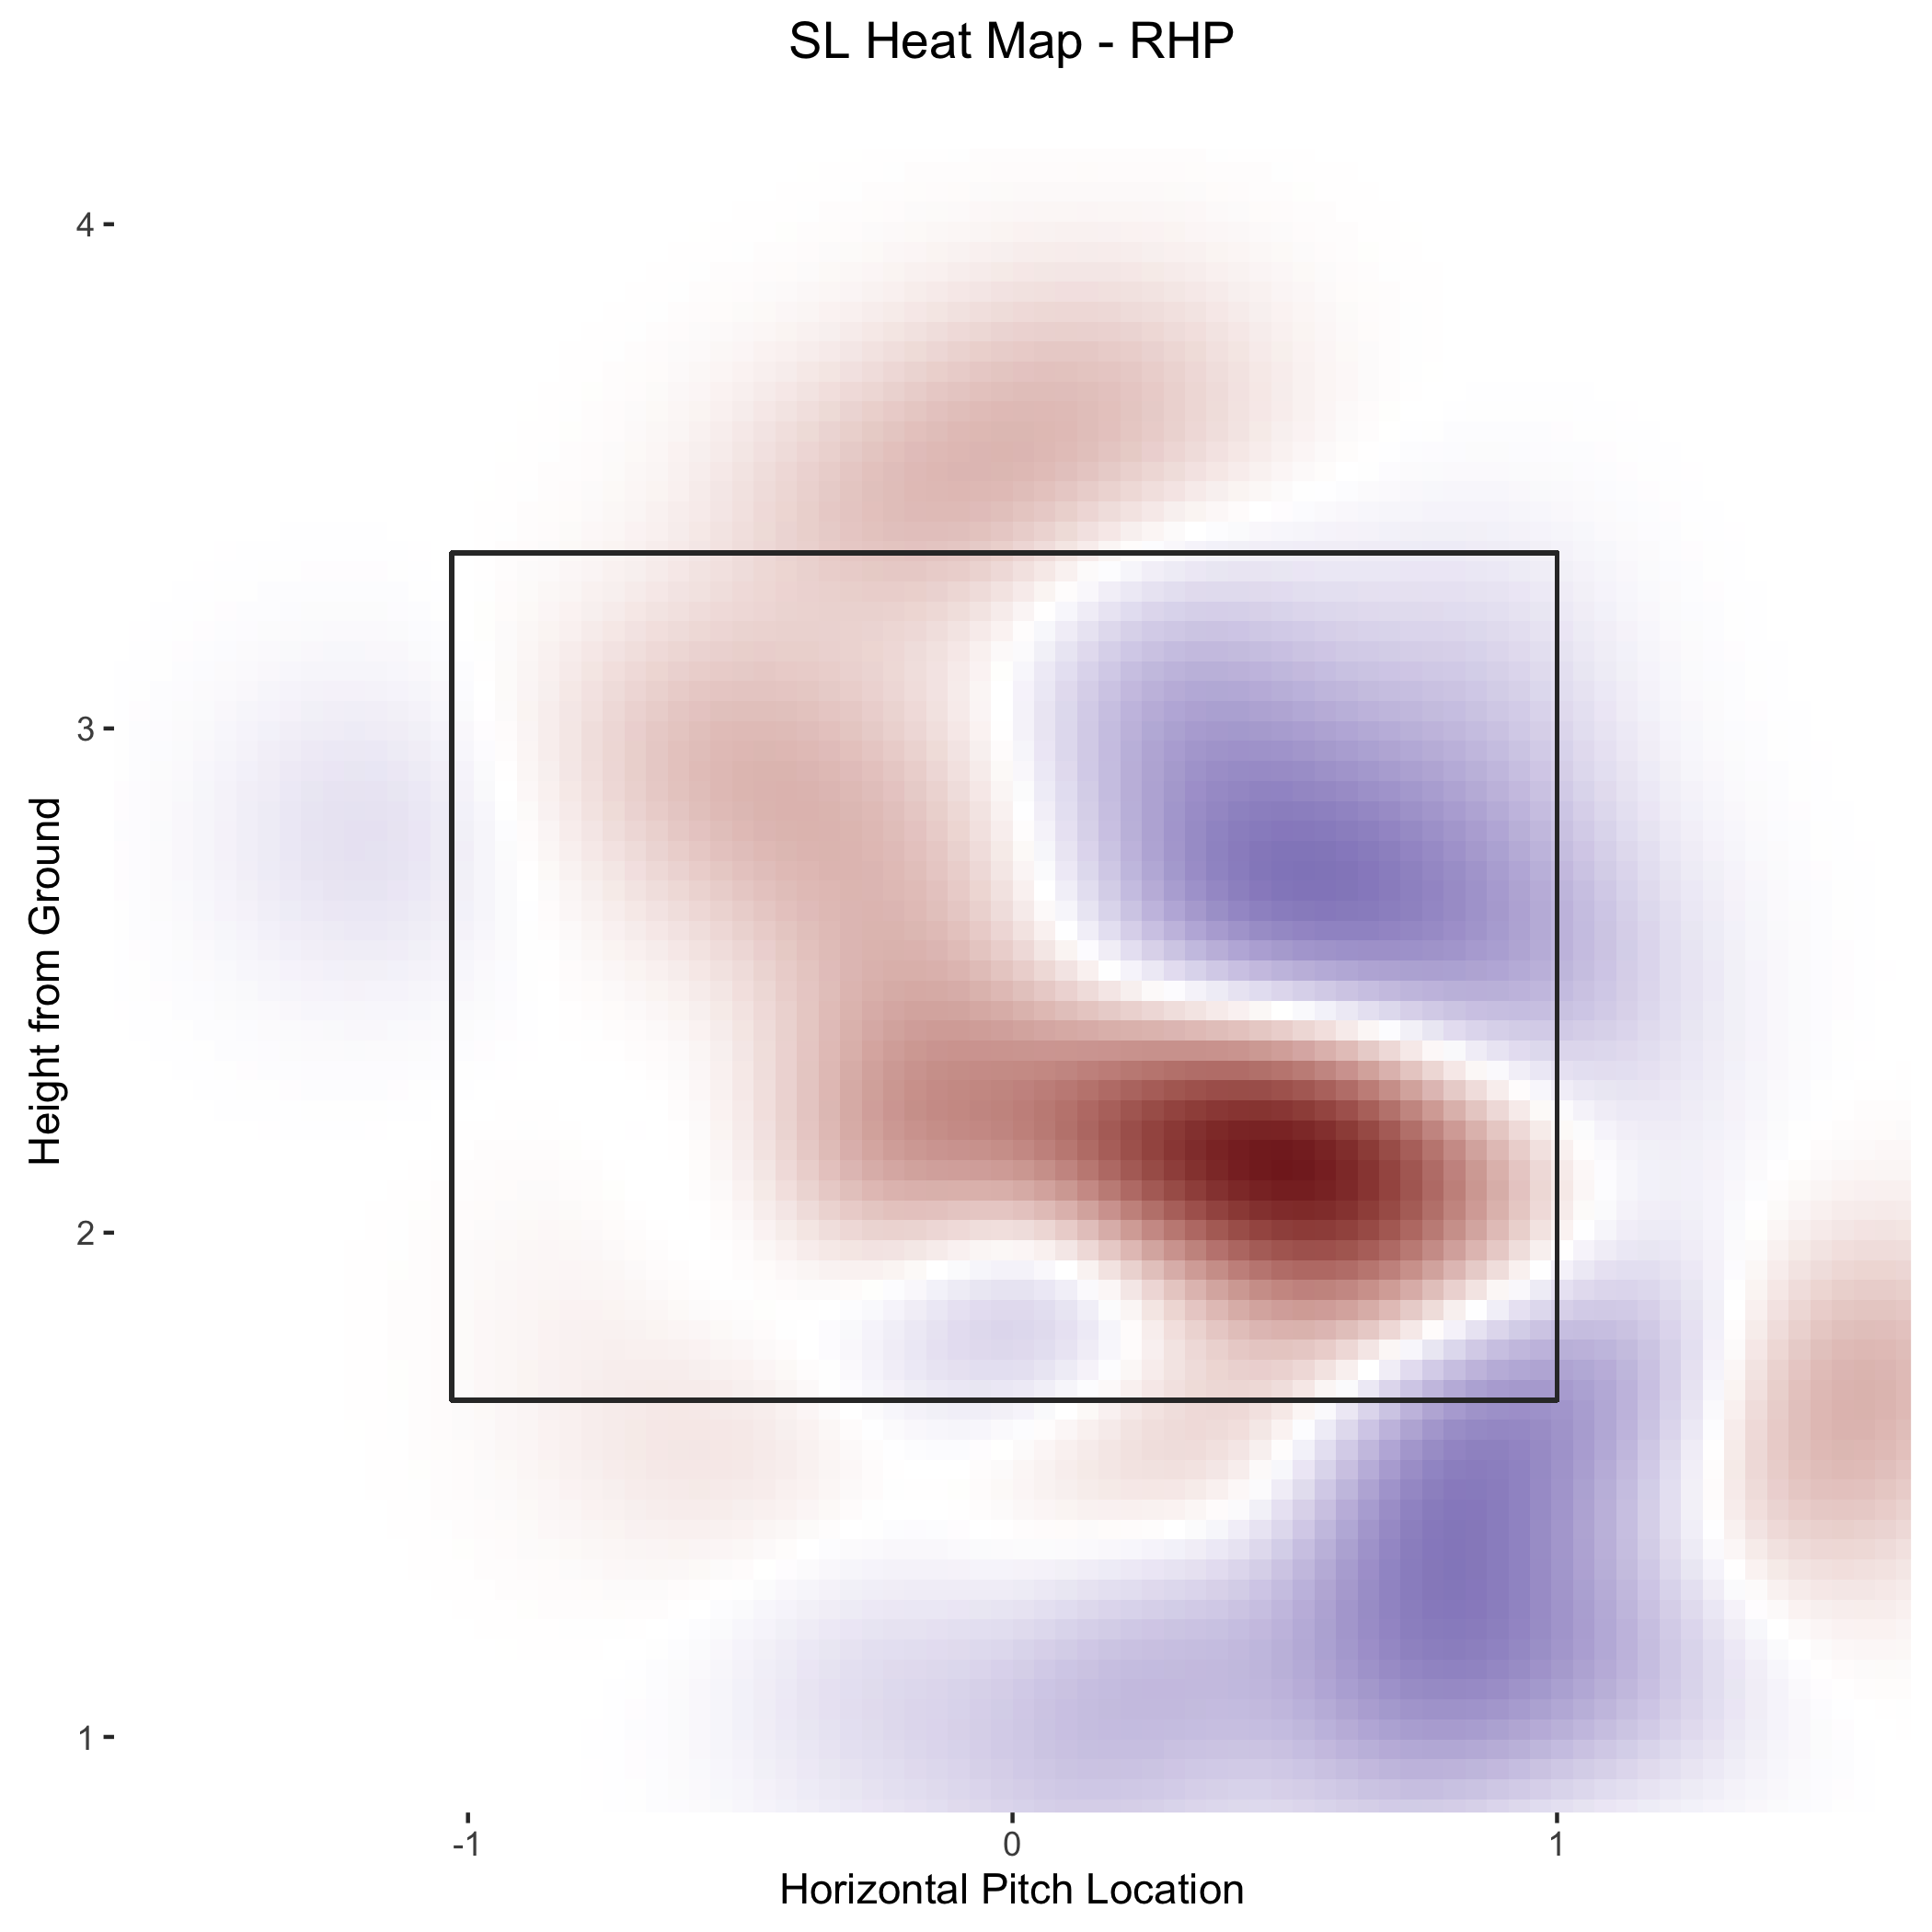 SL Heat Map - RHP
4
3
2
1
Height from Ground
-1 0 1
Horizontal Pitch Location